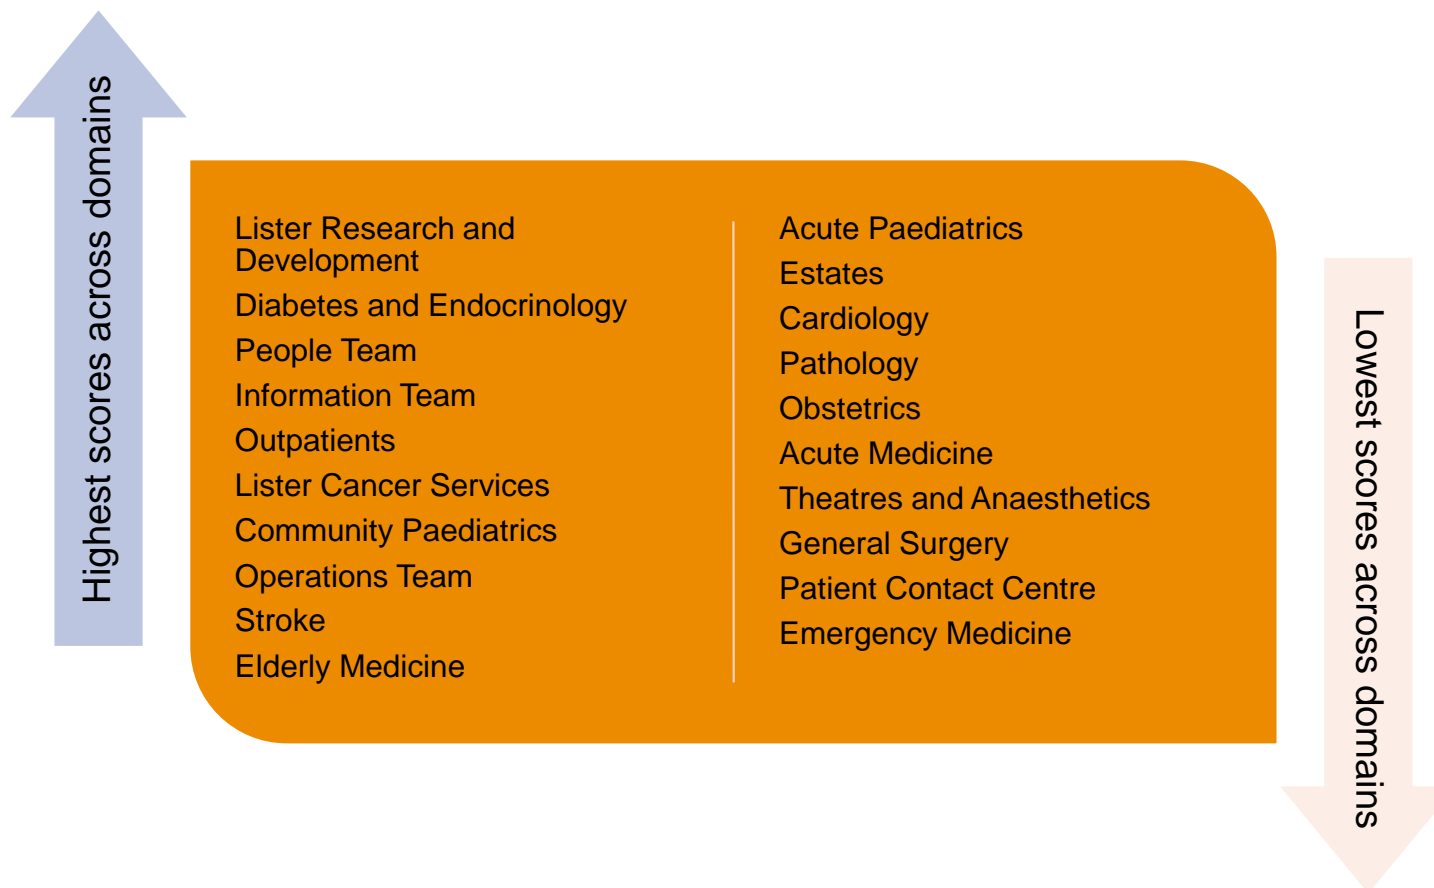 Highest scores across domains
Lister Research and
Development
Diabetes and Endocrinology
People Team
Information Team
Outpatients
Lister Cancer Services
Community Paediatrics
Operations Team
Stroke
Elderly Medicine
Acute Paediatrics
Estates
Cardiology
Pathology
Obstetrics
Acute Medicine
Theatres and Anaesthetics
General Surgery
Patient Contact Centre
Emergency Medicine
Lowest scores across domains